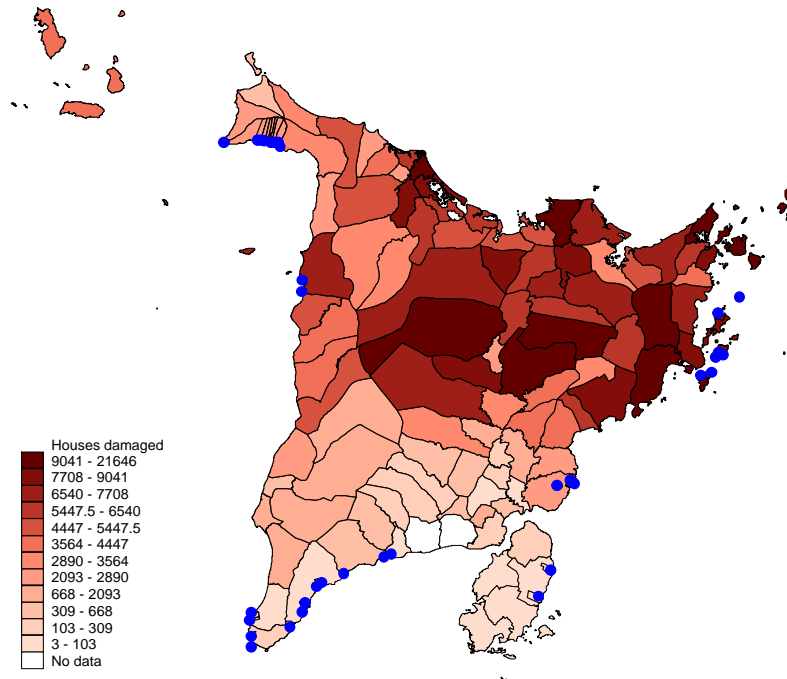 Houses damaged
9041 - 21646
7708 - 9041
6540 - 7708
5447.5 - 6540
4447 - 5447.5
3564 - 4447
2890 - 3564
2093 - 2890
668 - 2093
309 - 668
103 - 309
3 - 103
No data